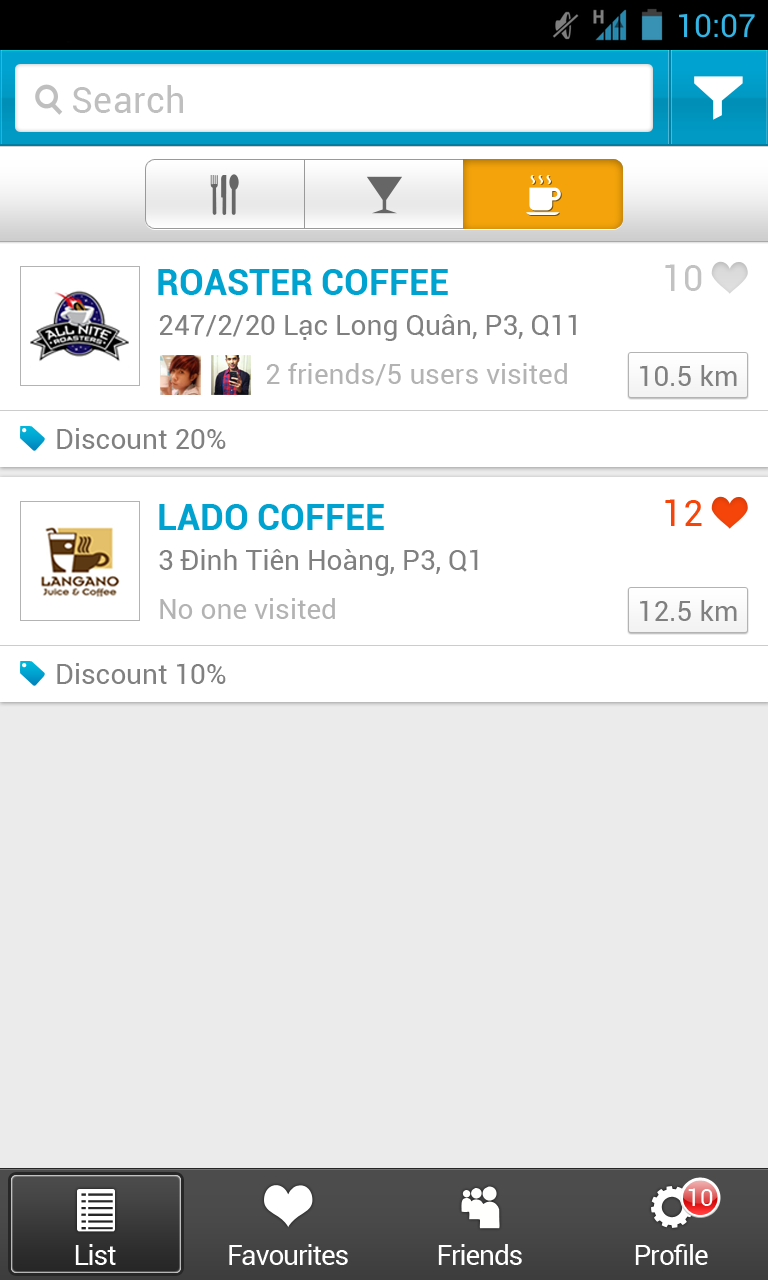 H 10:07
Search
ROASTER COFFEE
10
247/2/20 Lạc Long Quân, P3, Q11
2 friends/5 users visited
10.5 km
ALL NITE
ROASTERS
Discount 20%
LADO COFFEE
12
3 Đinh Tiên Hoàng, P3, Q1
No one visited
12.5 km
LANGANO
Juice & Coffee
Discount 10%
10
List
Favourites
Friends
Profile